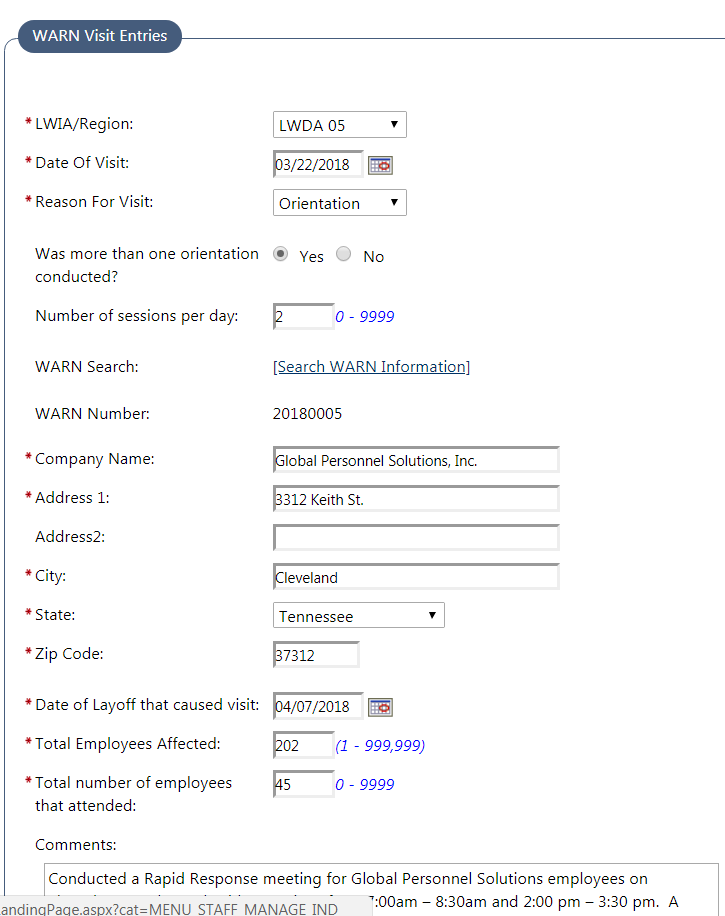 WARN Visit Entries
* LWIA/Region: LWDA 05
* Date Of Visit: 03/22/2018
* Reason For Visit: Orientation
Was more than one orientation Yes No
conducted?
Number of sessions per day: 2 0 - 9999
WARN Search: [Search WARN Information]
WARN Number: 20180005
* Company Name: Global Personnel Solutions, Inc.
* Address 1: 3312 Keith St.
Address2:
* City: Cleveland
* State: Tennessee
* Zip Code: 37312
* Date of Layoff that caused visit: 04/07/2018
* Total Employees Affected: 202 (1 - 999,999)
* Total number of employees 45 0 - 9999
that attended:
Comments:
Conducted a Rapid Response meeting for Global Personnel Solutions employees on
:00am – 8:30am and 2:00 pm – 3:30 pm. A
andingPage.aspx?cat=MENU_STAFF_MANAGE_IND